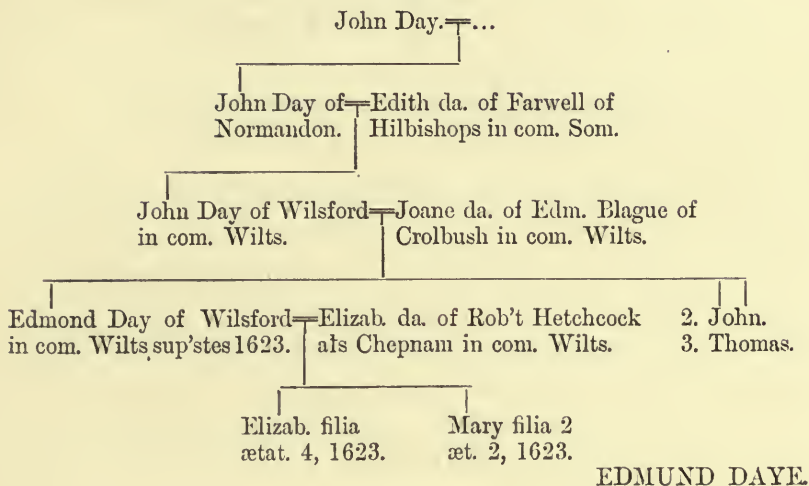 John Day.=...
John Day of=Edith da. of Farwell of
Normandon. Hilbishops in com. Som.
John Day of Wilsford=Joane da. of Edm. Blague of
in com. Wilts. Crolbush in com. Wilts.
Edmond Day of Wilsford=Elizab. da. of Rob't Hetchcock 2. John.
in com. Wilts sup'stes 1623. ats Chepnam in com. Wilts. 3. Thomas.
Elizab. filia Mary filia 2
ætat. 4, 1623. æt. 2, 1623.
EDMUND DAYE.